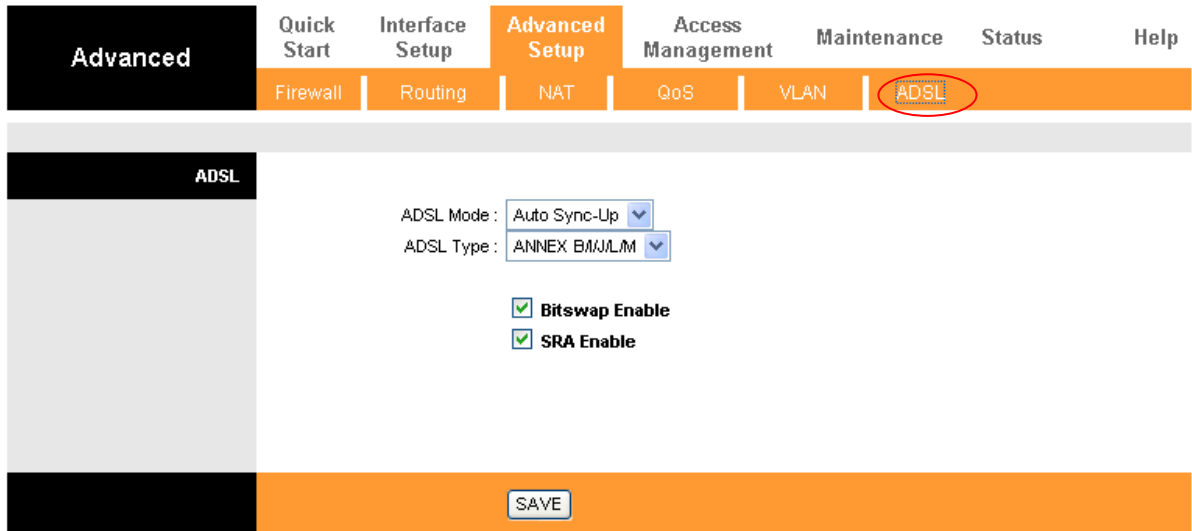 Advanced
Quick Start
Interface Setup
Advanced Setup
Access Management
Maintenance
Status
Help
Firewall
Routing
NAT
QoS
VLAN
ADSL
ADSL
ADSL Mode : Auto Sync-Up
ADSL Type : ANNEX B/I/J/L/M
Bitswap Enable
SRA Enable
SAVE